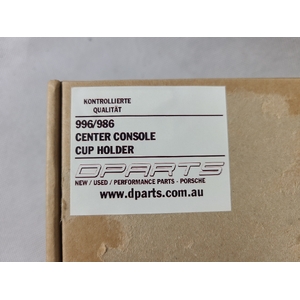 KONTROLLIERTE
QUALITÄT
996/986
CENTER CONSOLE
CUP HOLDER
DPARTS
NEW / USED / PERFORMANCE PARTS - PORSCHE
www.dparts.com.au